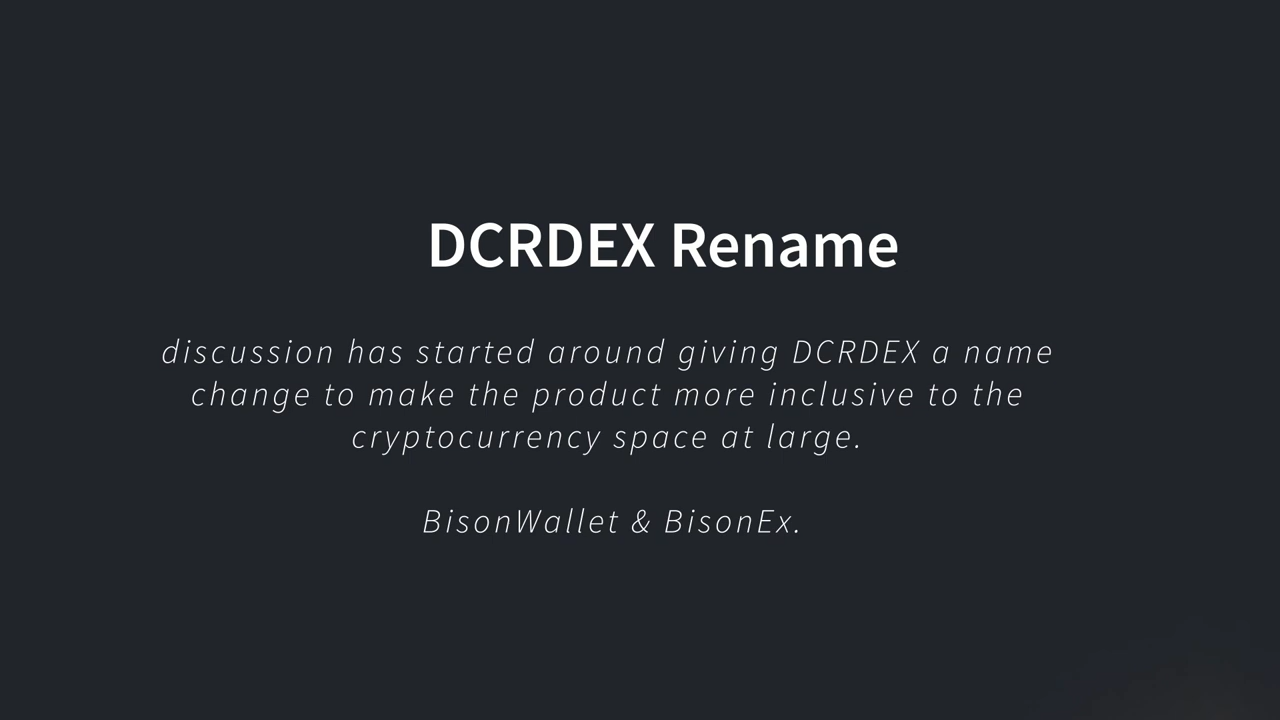 DCRDEX Rename
discussion has started around giving DCRDEX a name
change to make the product more inclusive to the
cryptocurrency space at large.
BisonWallet & BisonEx.